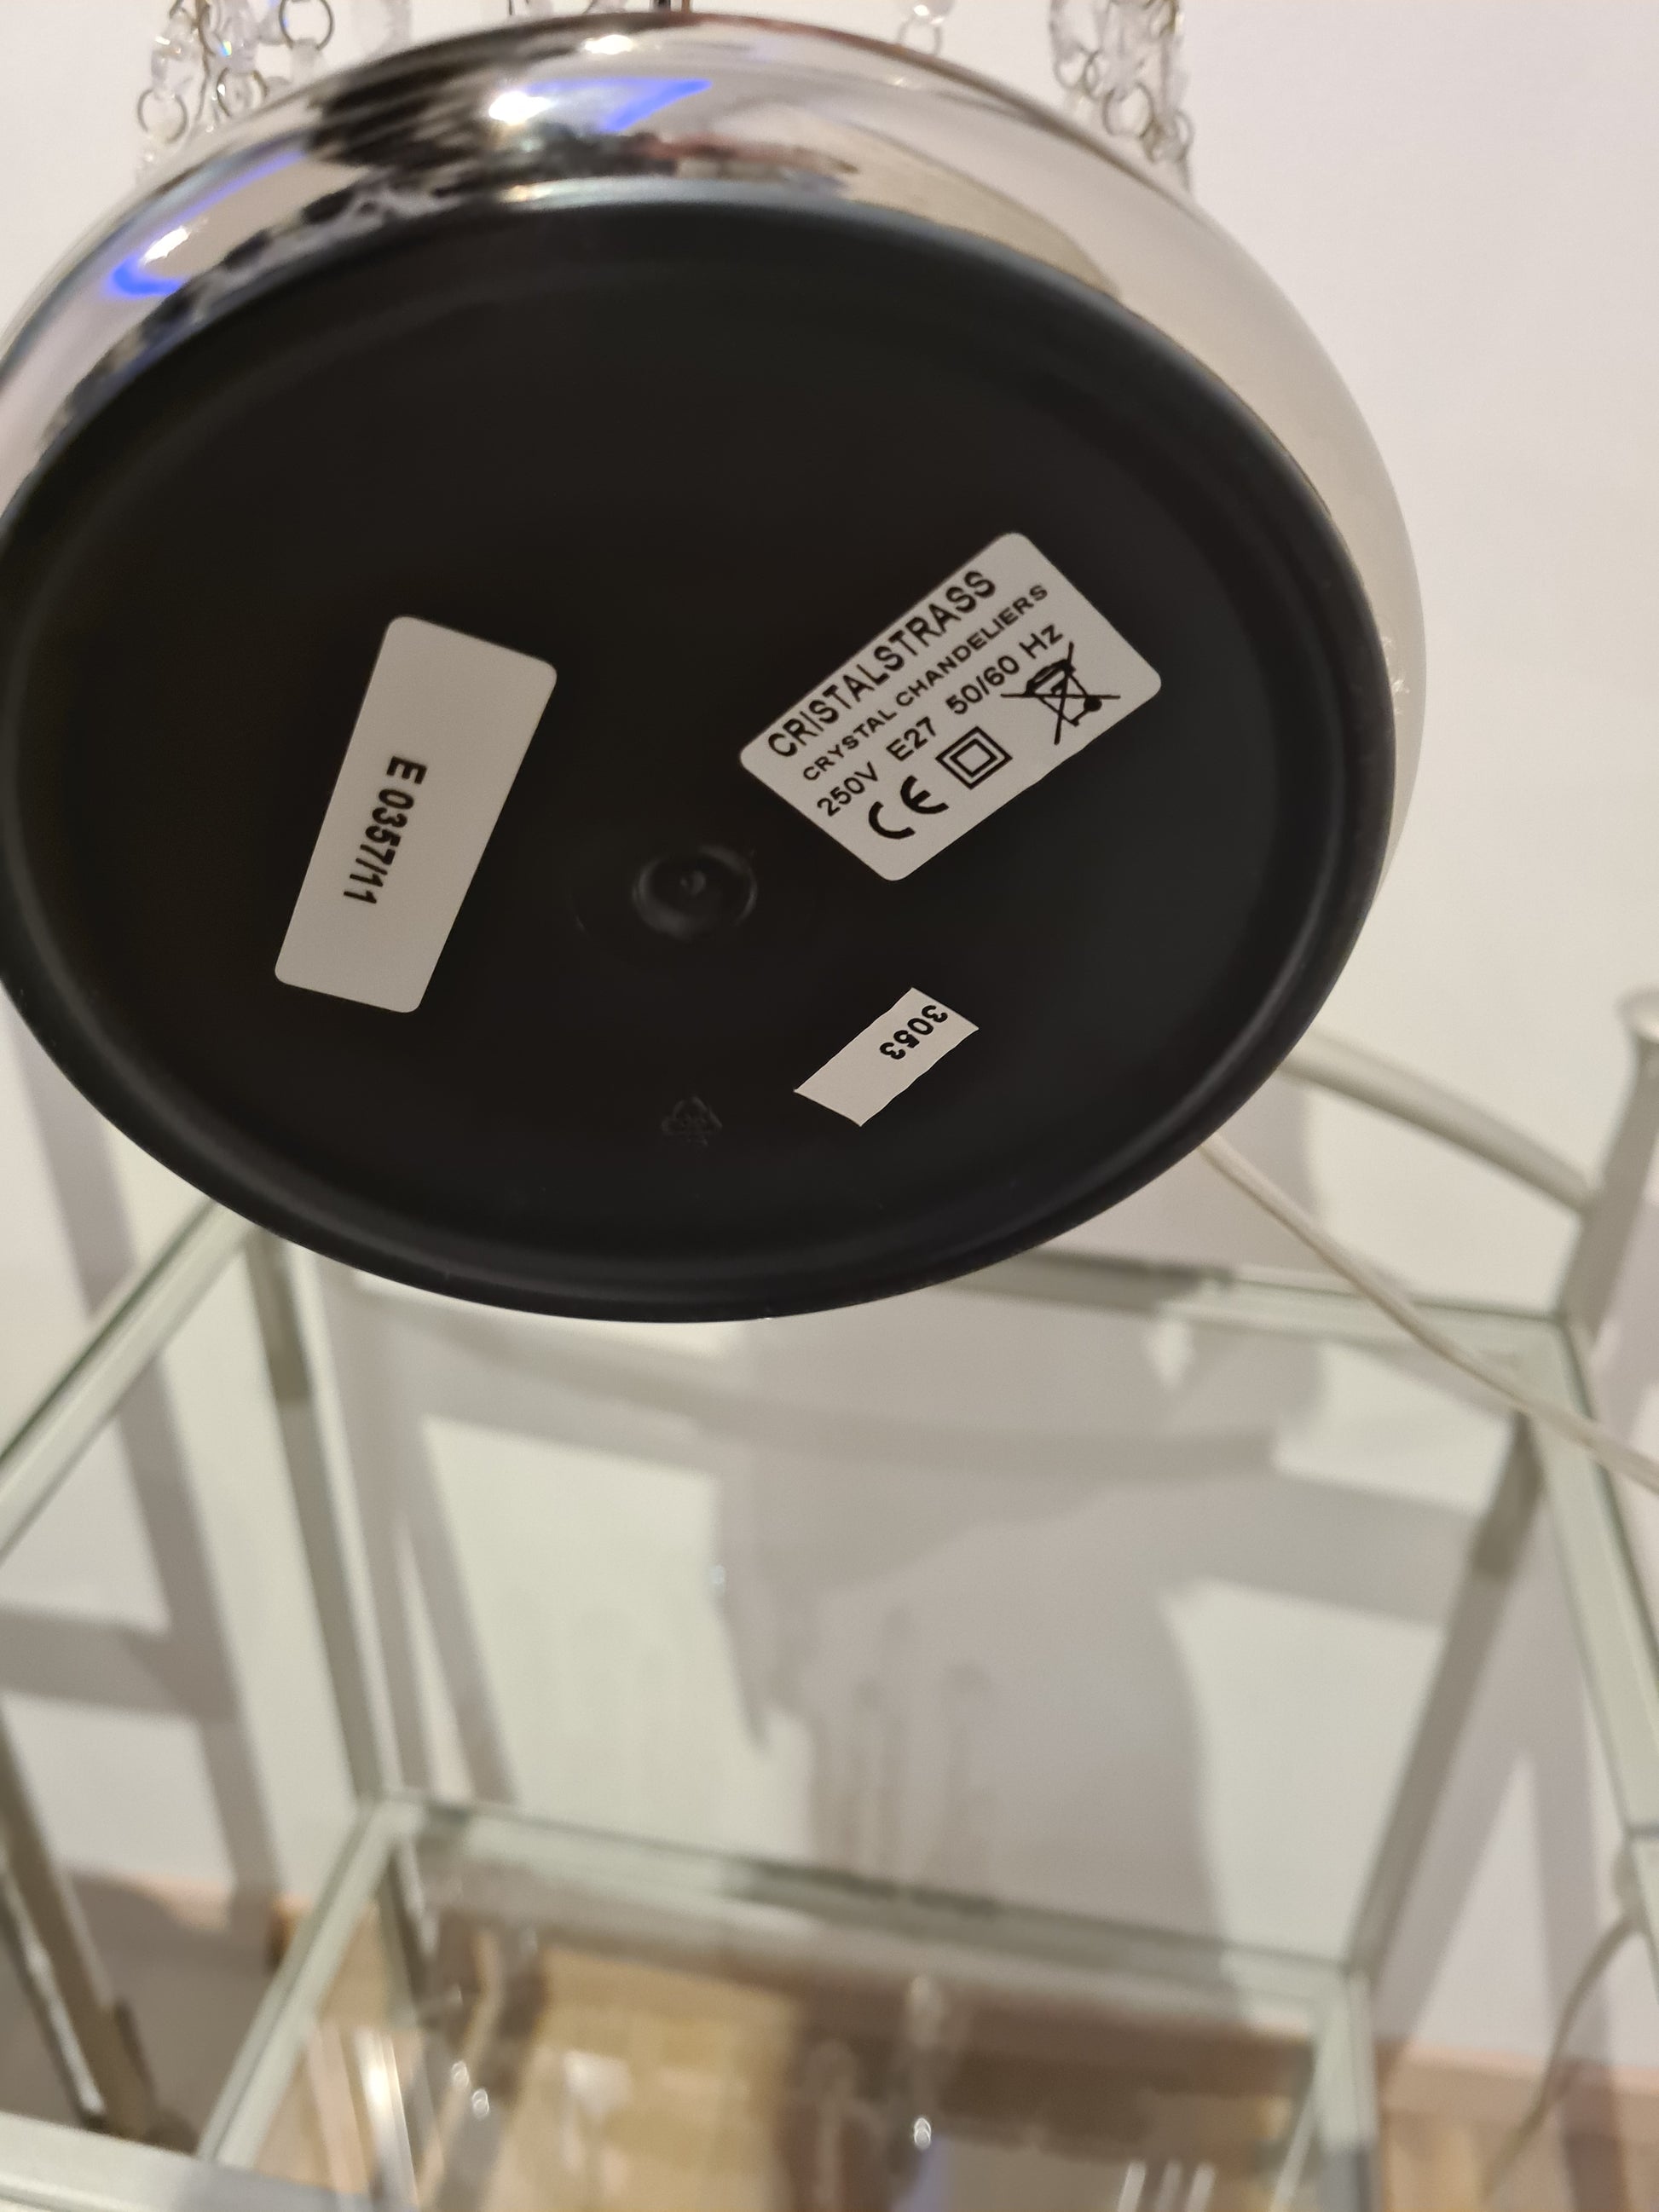 CRISTALSTRASS
CRYSTAL CHANDELIERS
250V E27 50/60 Hz
CE
E 0357/11
3053